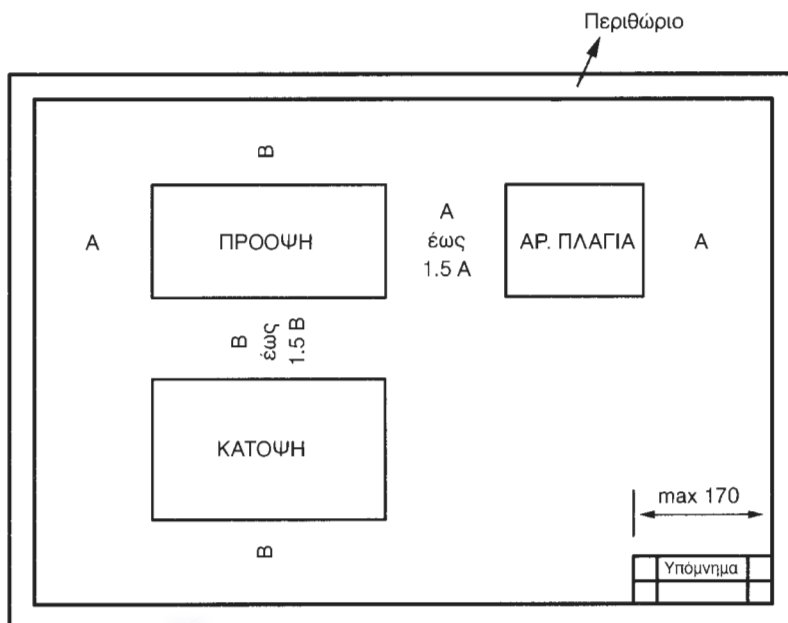 Περιθώριο
B
A
ΠΡΟΟΨΗ
A
έως
1.5 A
ΑΡ. ΠΛΑΓΙΑ
A
B
έως
1.5 B
ΚΑΤΟΨΗ
B
max 170
Υπόμνημα